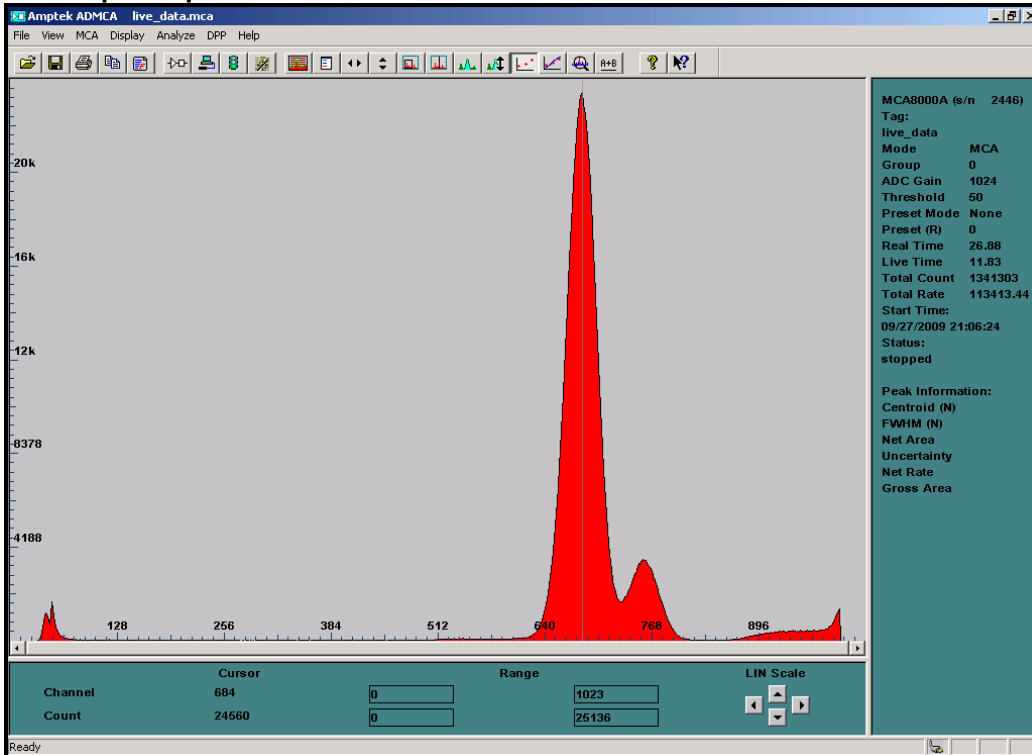 Amptek ADMCA live_data.mca
File View MCA Display Analyze DPP Help
A+B
20k
16k
12k
8378
4188
128 256 384 512 640 768 896
MCA8000A (s/n 2446)
Tag:
live_data
Mode MCA
Group 0
ADC Gain 1024
Threshold 50
Preset Mode None
Preset (R) 0
Real Time 26.88
Live Time 11.83
Total Count 1341303
Total Rate 113413.44
Start Time:
09/27/2009 21:06:24
Status:
stopped
Peak Information:
Centroid (N)
FWHM (N)
Net Area
Uncertainty
Net Rate
Gross Area
Cursor Range LIN Scale
Channel 684 0 1023
Count 24560 0 25136
Ready